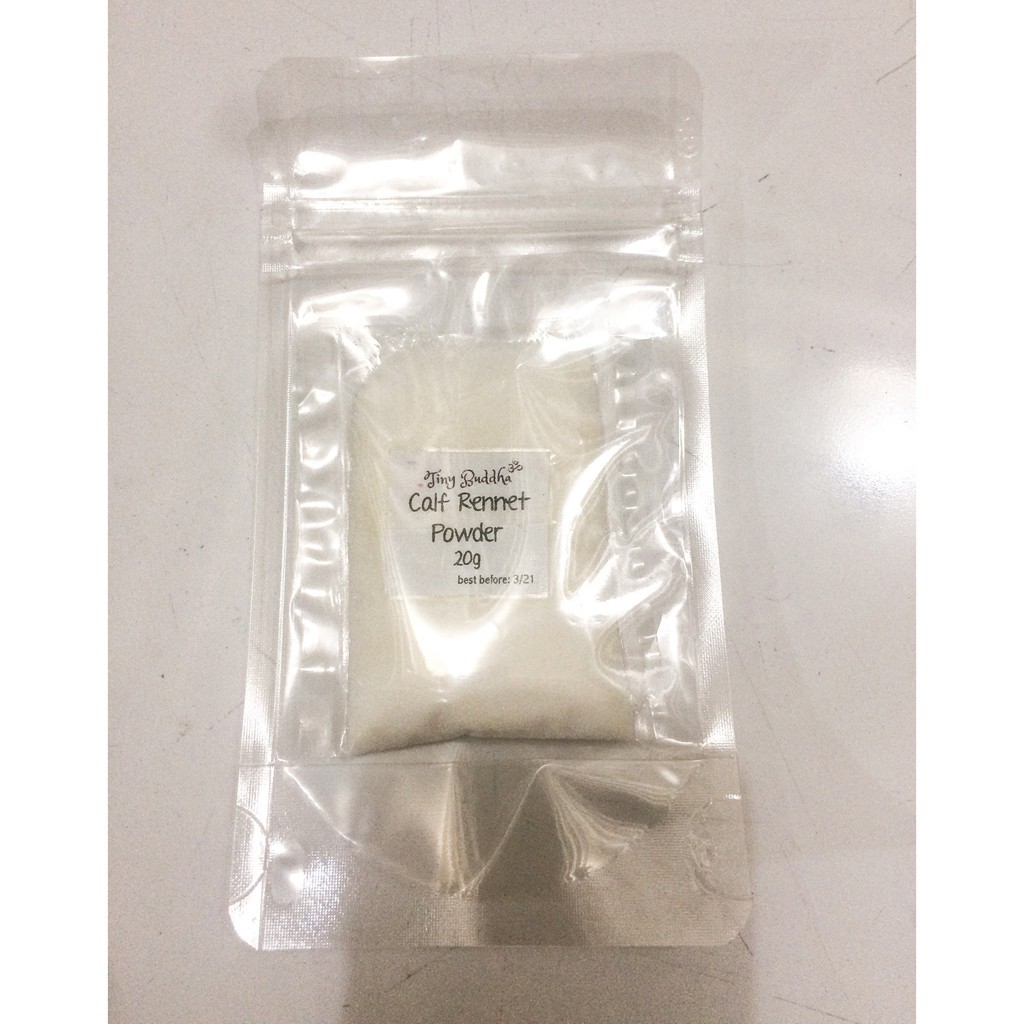 Tiny Buddha ॐ
Calf Rennet
Powder
20g
best before: 3/21